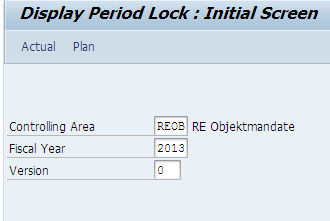 Display Period Lock : Initial Screen
Actual Plan
Controlling Area REOB RE Objektmandate
Fiscal Year 2013
Version 0